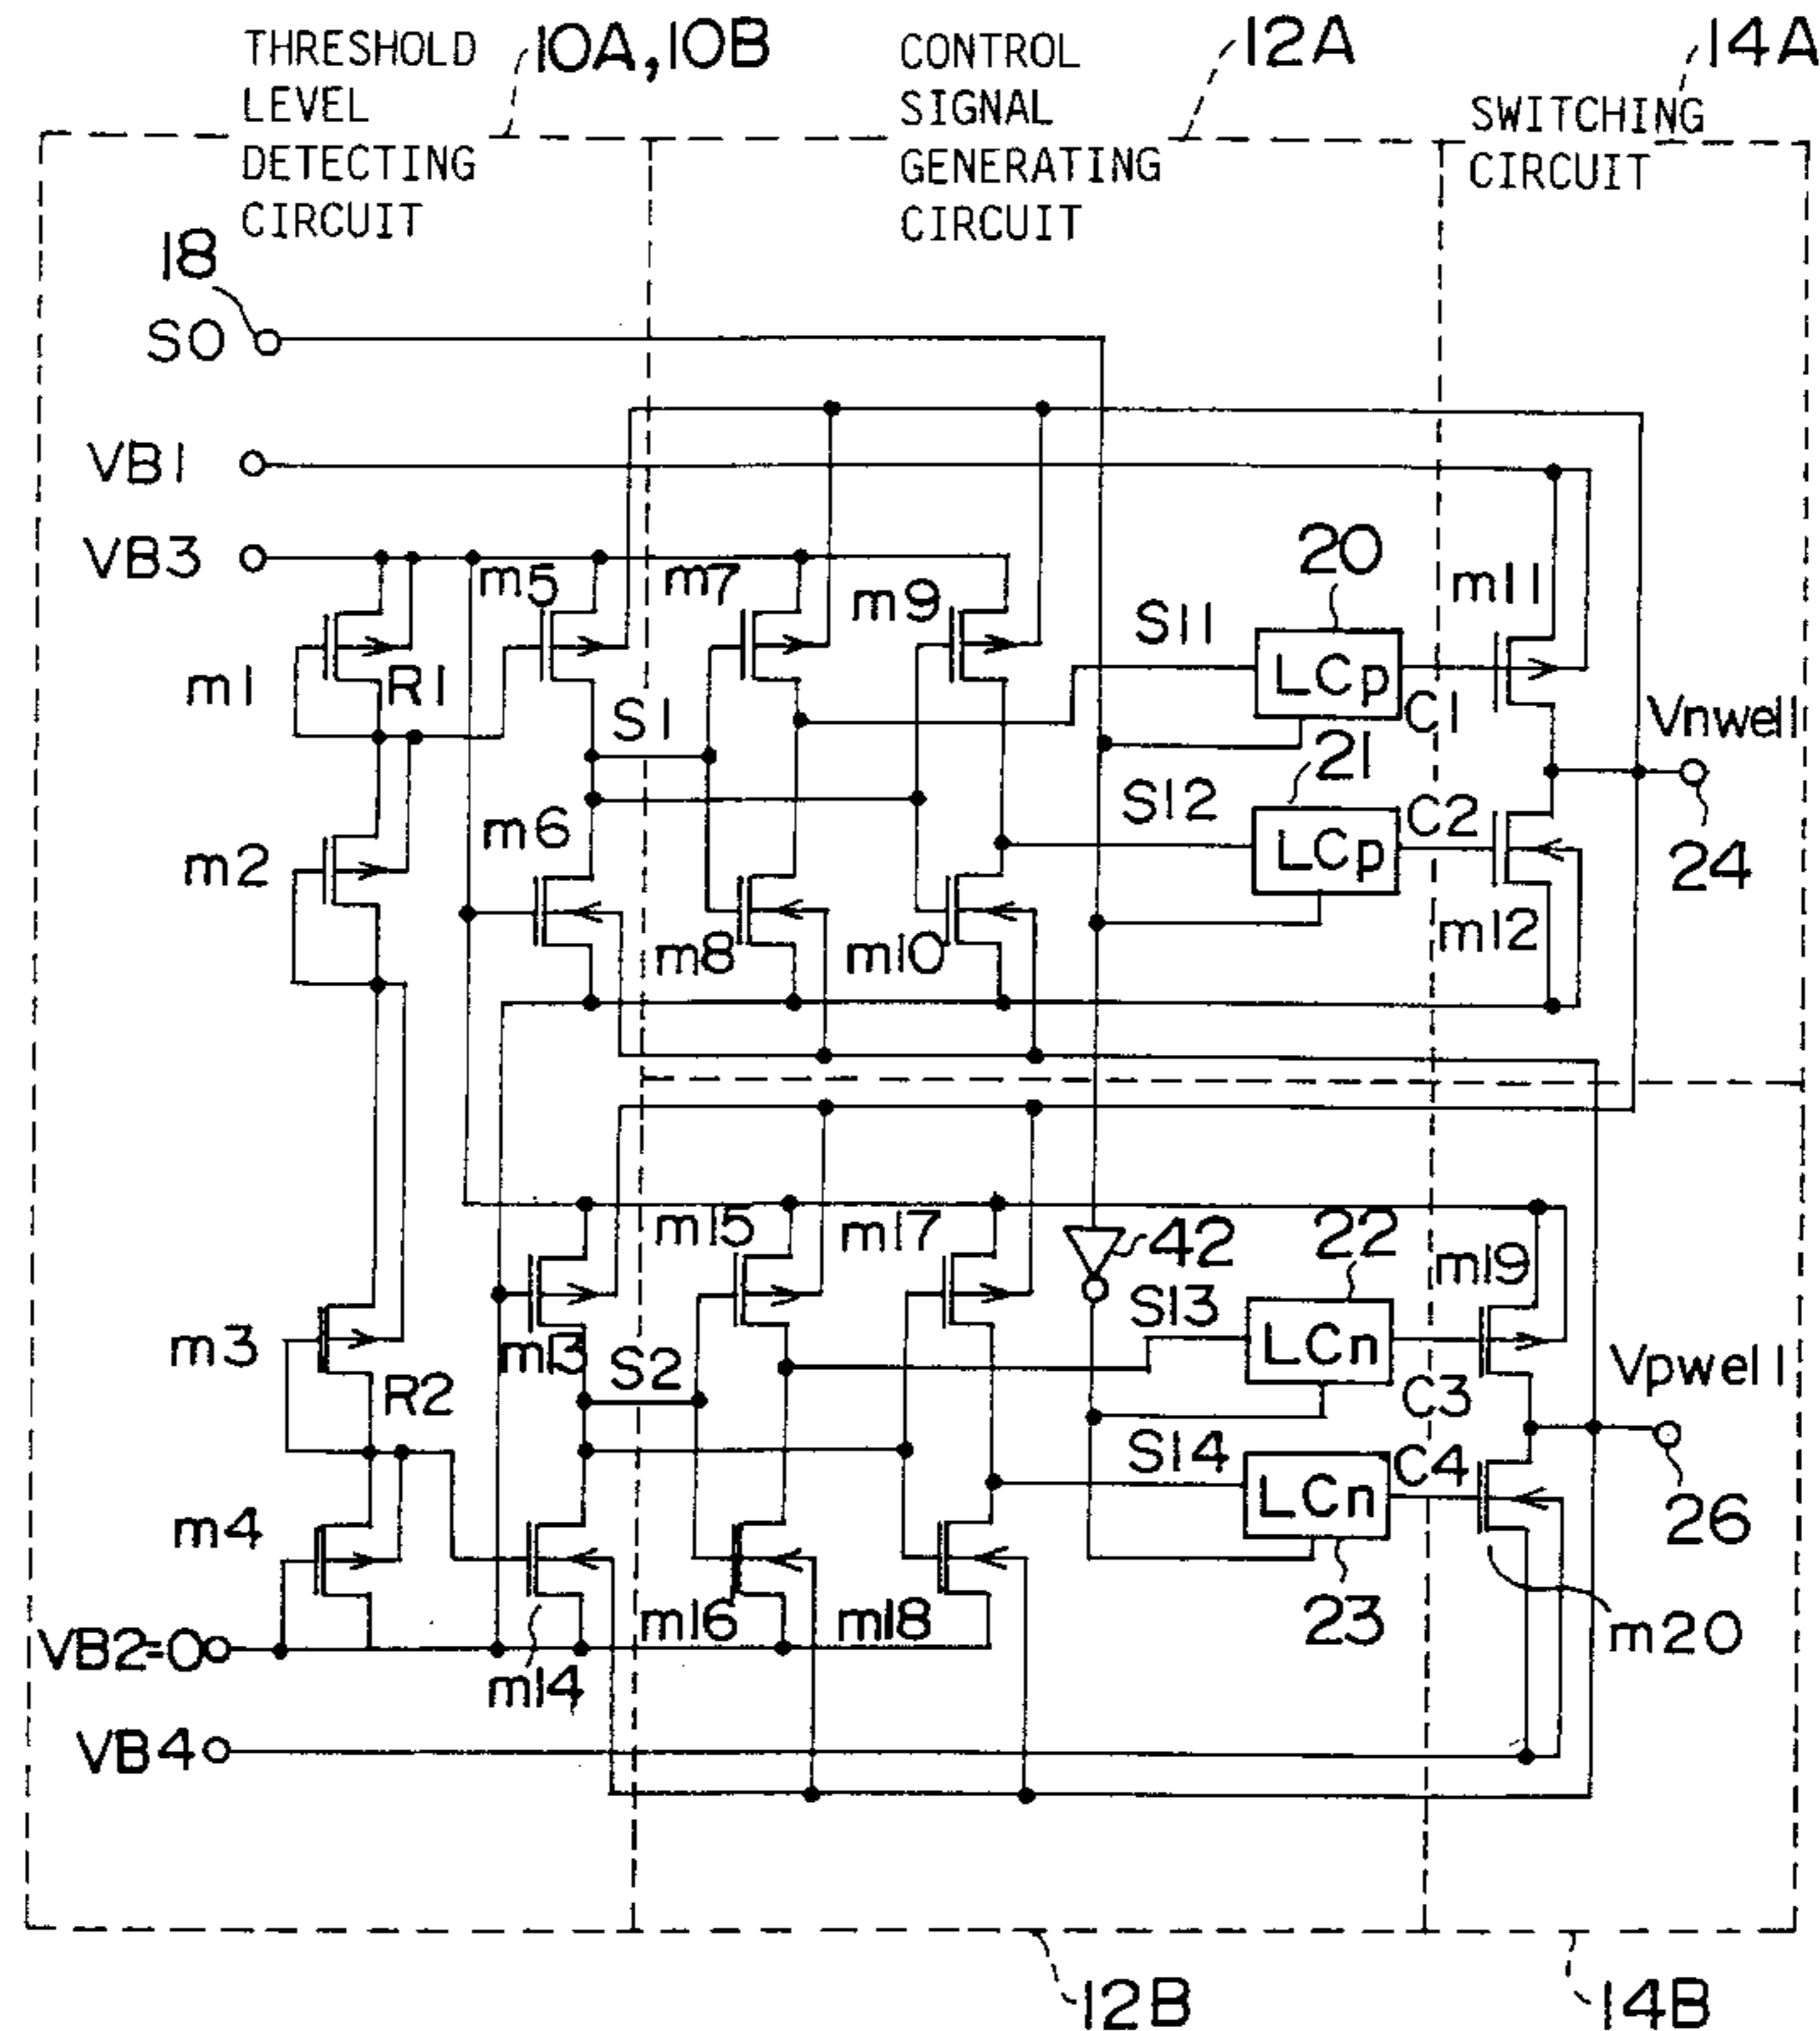 THRESHOLD
LEVEL
DETECTING
CIRCUIT
10A,10B
CONTROL
SIGNAL
GENERATING
CIRCUIT
12A
SWITCHING
CIRCUIT
14A
18
S0
VB1
VB3
m5
m7
m9
20
m11
m1
R1
S1
S11
LCp
C1
Vnwell
21
S12
C2
LCp
24
m2
m6
m8
m10
m12
m15
m17
42
22
m19
S13
LCn
C3
m3
m13
S2
R2
Vpwell
S14
LCn
C4
26
m4
m16
m18
23
m20
VB2=0
m14
VB4
12B
14B